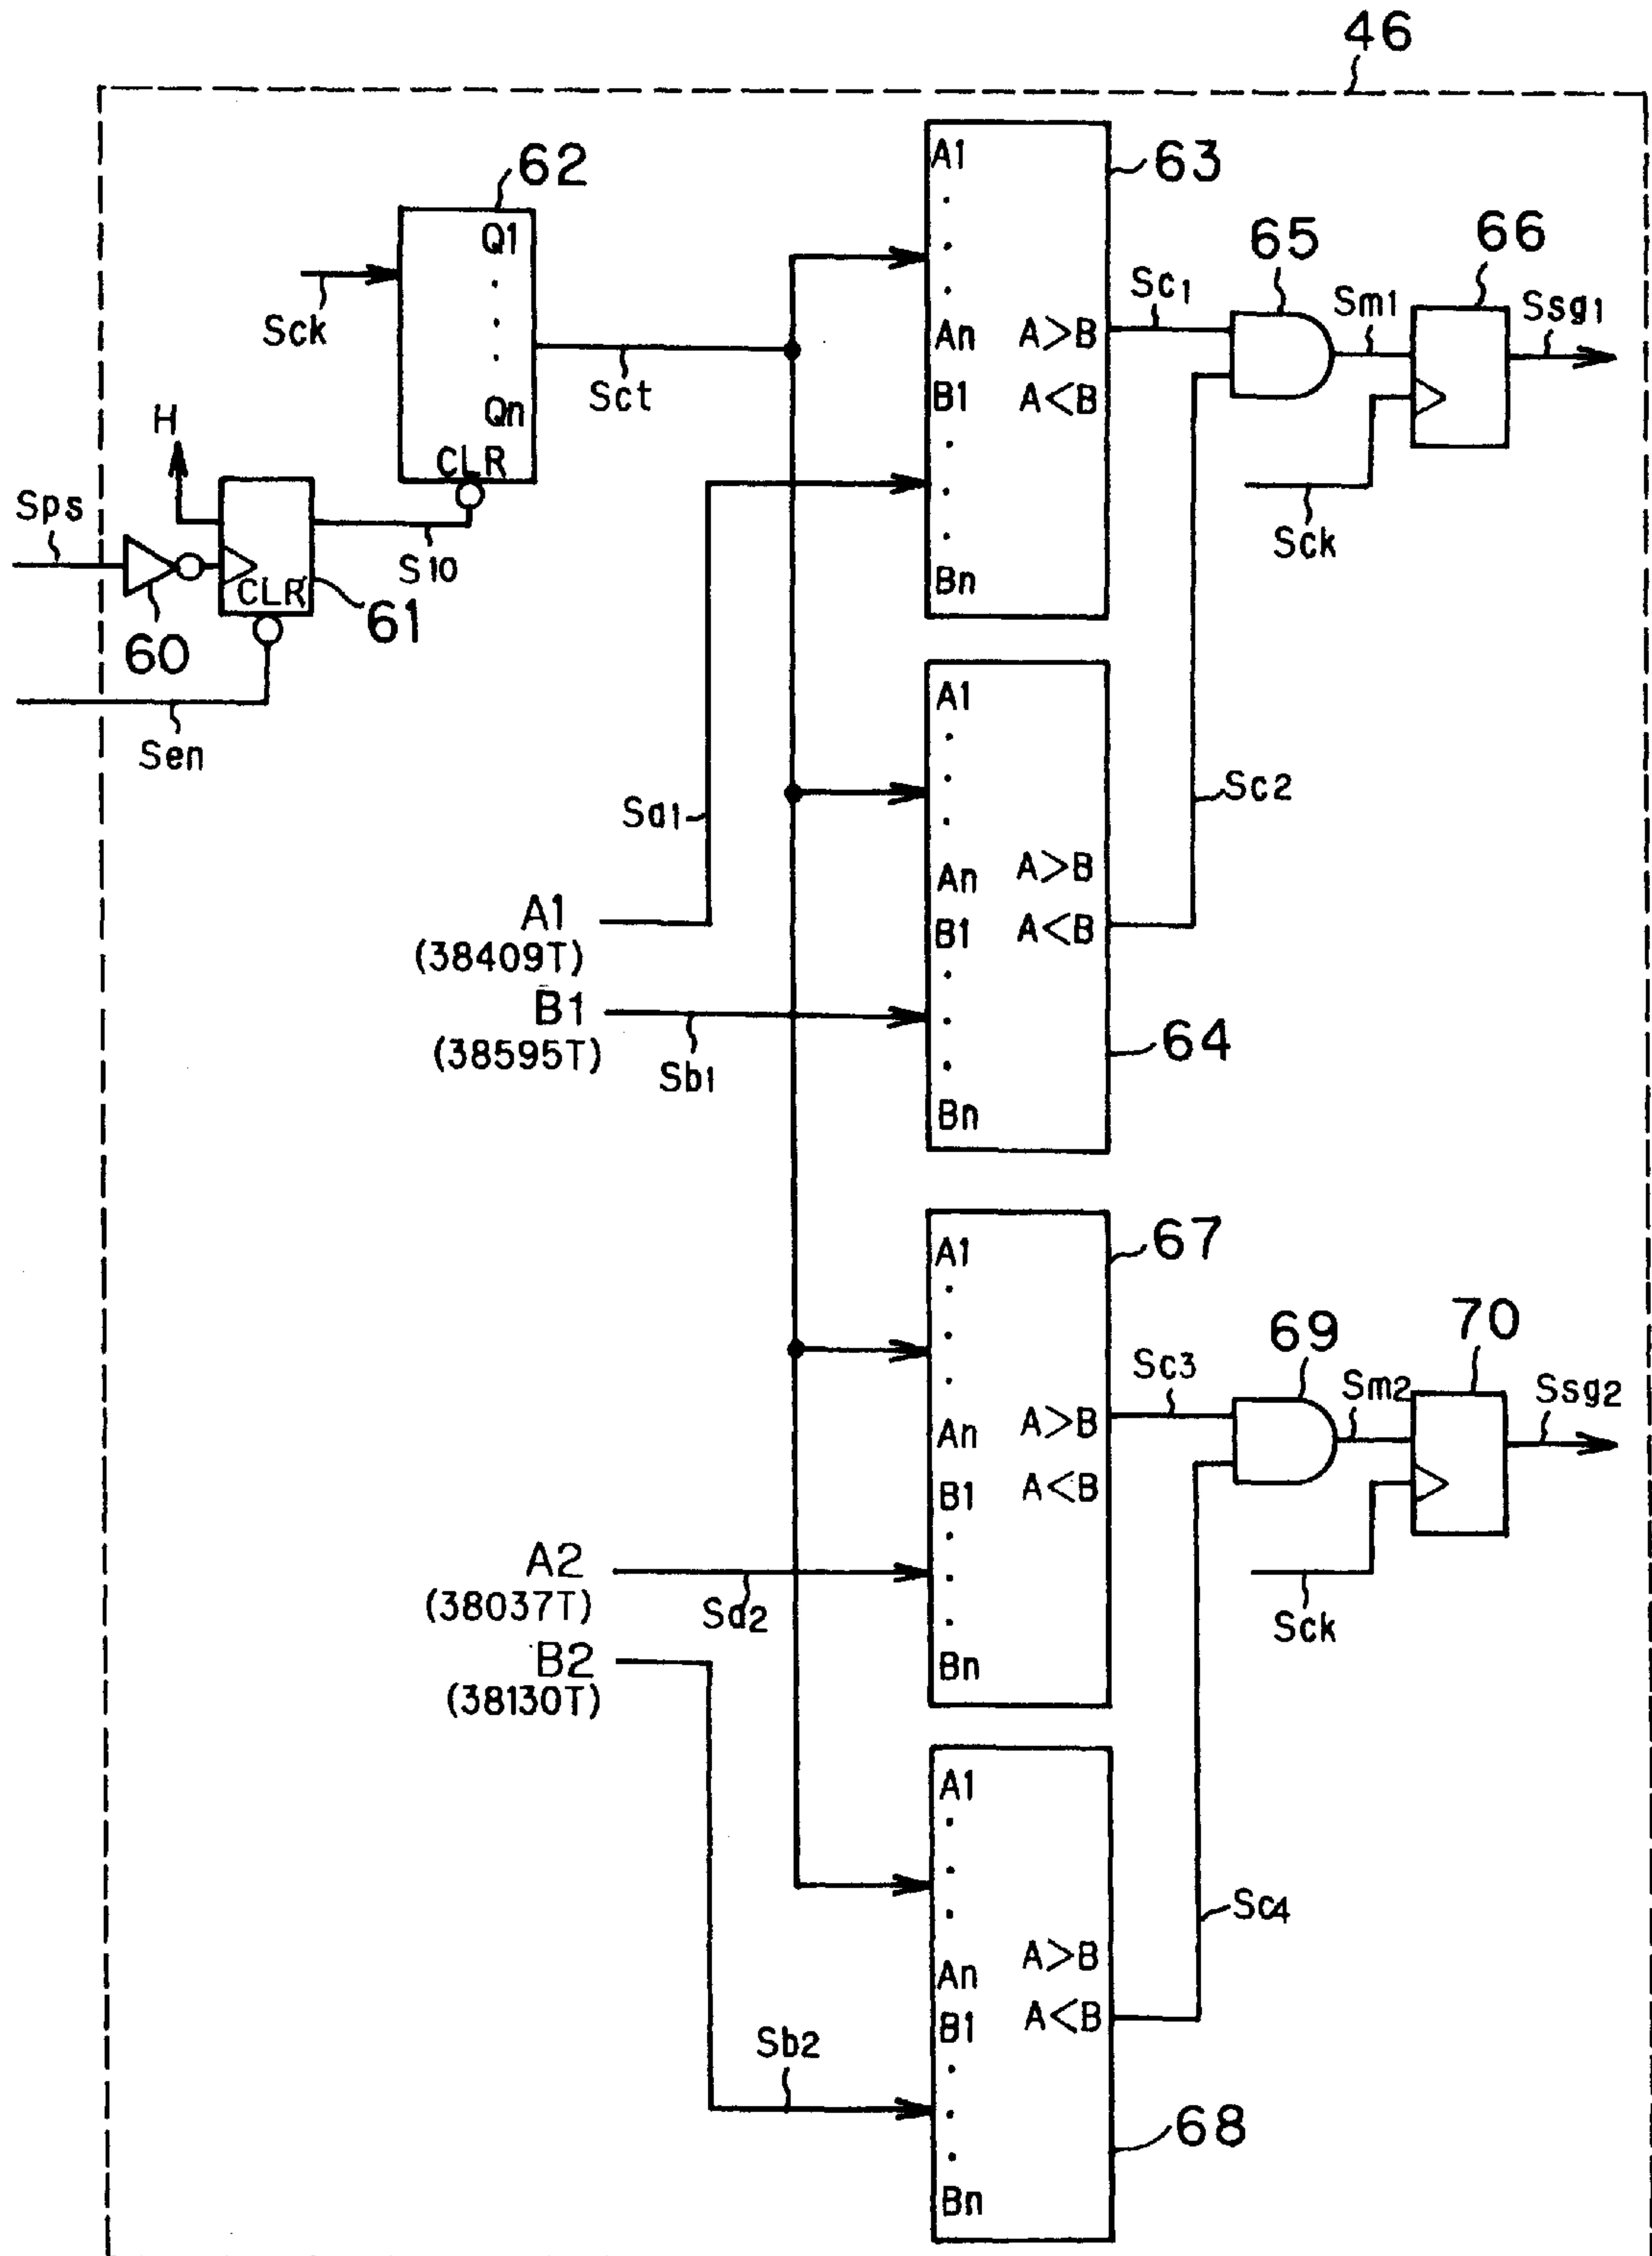 46
62
Q1
Qn
CLR
Sck
Sct
H
Sps
60
CLR
61
S10
Sen
63
A1
An
B1
Bn
A>B
A<B
Sc1
65
Sm1
66
Ssg1
Sck
64
A1
An
B1
Bn
A>B
A<B
Sc2
Sa1
A1
(38409T)
B1
(38595T)
Sb1
67
A1
An
B1
Bn
A>B
A<B
Sc3
69
Sm2
70
Ssg2
Sck
A2
(38037T)
Sa2
B2
(38130T)
Sb2
68
A1
An
B1
Bn
A>B
A<B
Sc4